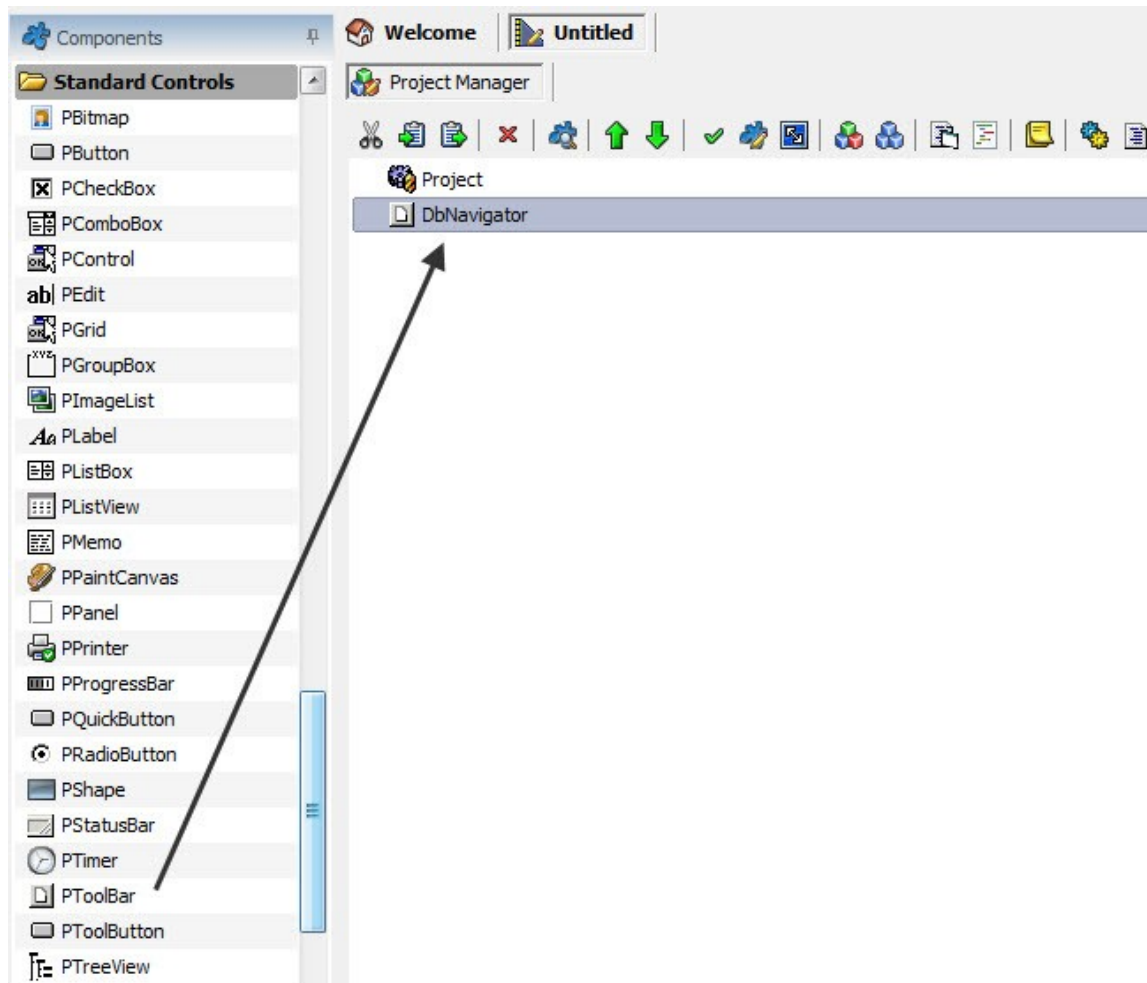 Components
Welcome
Untitled
Standard Controls
Project Manager
PBitmap
PButton
PCheckBox
PComboBox
PControl
PEdit
PGrid
PGroupBox
PImageList
PLabel
PListBox
PListView
PMemo
PPaintCanvas
PPanel
PPrinter
PProgressBar
PQuickButton
PRadioButton
PShape
PStatusBar
PTimer
PToolBar
PToolButton
PTreeView
Project
DbNavigator